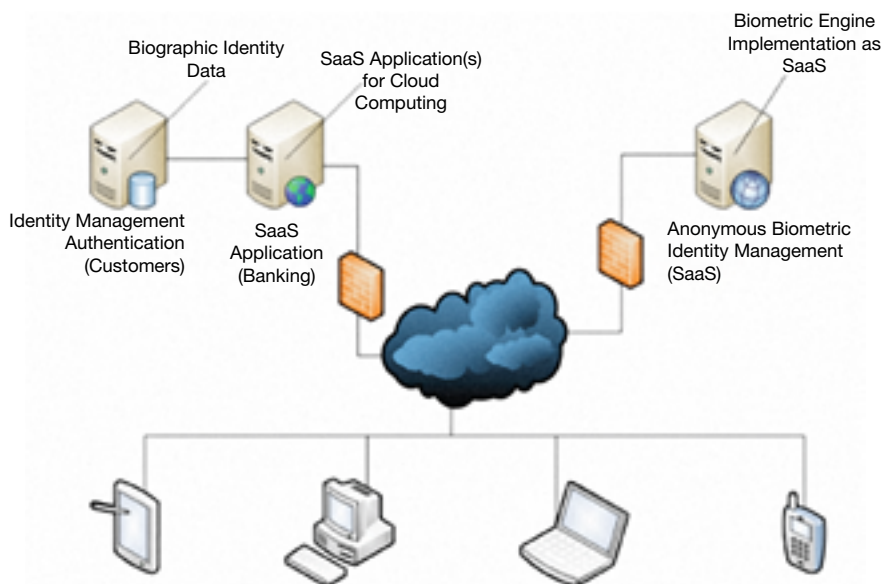 Biographic Identity
Data
SaaS Application(s)
for Cloud
Computing
Biometric Engine
Implementation as
SaaS
Identity Management
Authentication
(Customers)
SaaS
Application
(Banking)
Anonymous Biometric
Identity Management
(SaaS)